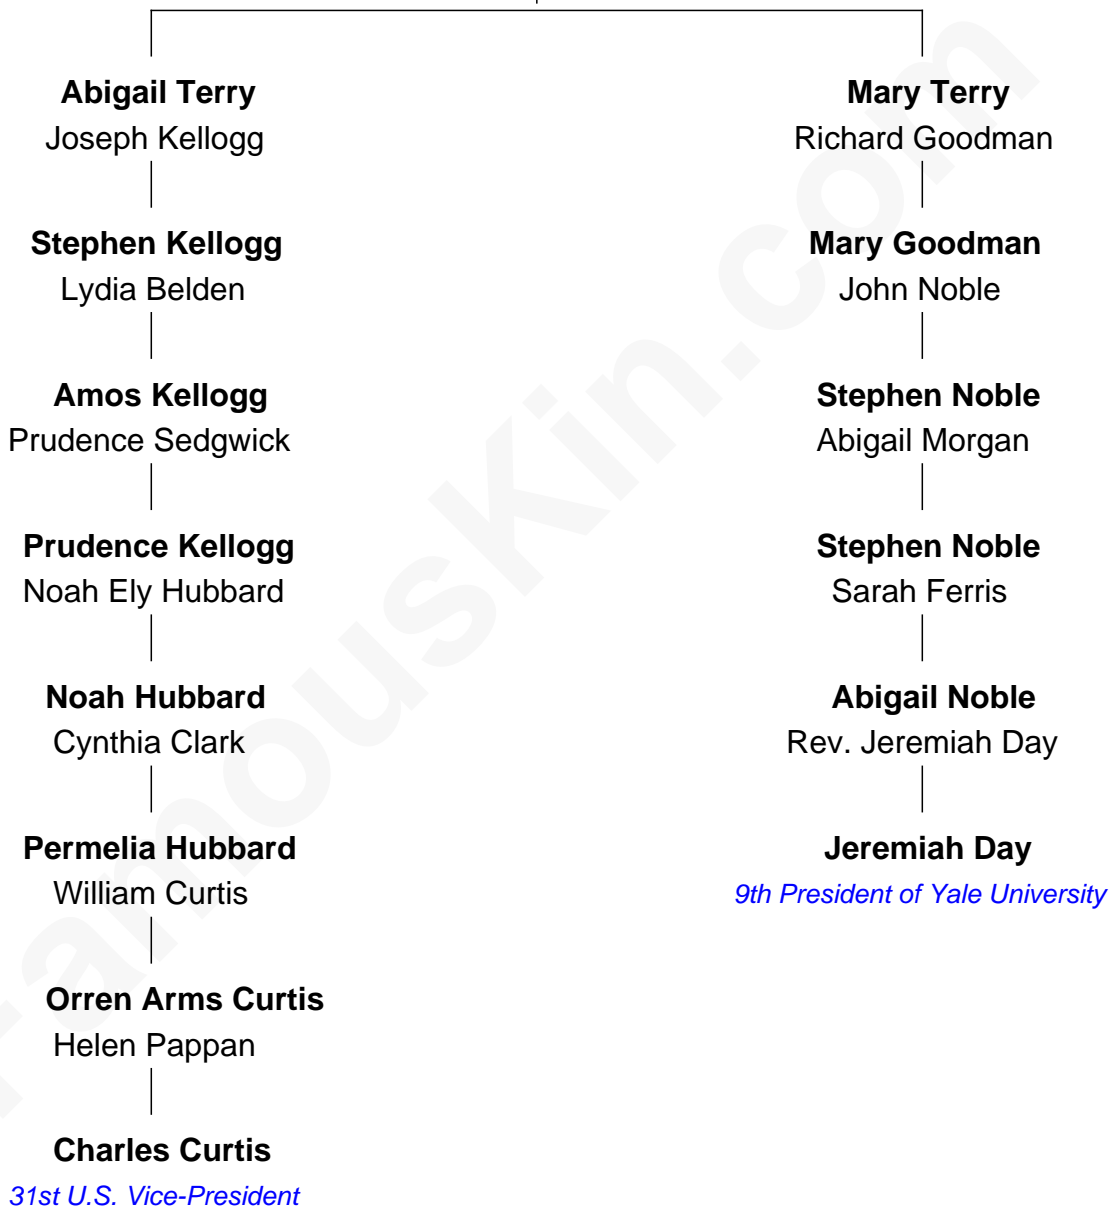 Abigail Terry
Joseph Kellogg
Stephen Kellogg
Lydia Belden
Amos Kellogg
Prudence Sedgwick
Prudence Kellogg
Noah Ely Hubbard
Noah Hubbard
Cynthia Clark
Permelia Hubbard
William Curtis
Orren Arms Curtis
Helen Pappan
Charles Curtis
31st U.S. Vice-President
Mary Terry
Richard Goodman
Mary Goodman
John Noble
Stephen Noble
Abigail Morgan
Stephen Noble
Sarah Ferris
Abigail Noble
Rev. Jeremiah Day
Jeremiah Day
9th President of Yale University
FamousKin.com